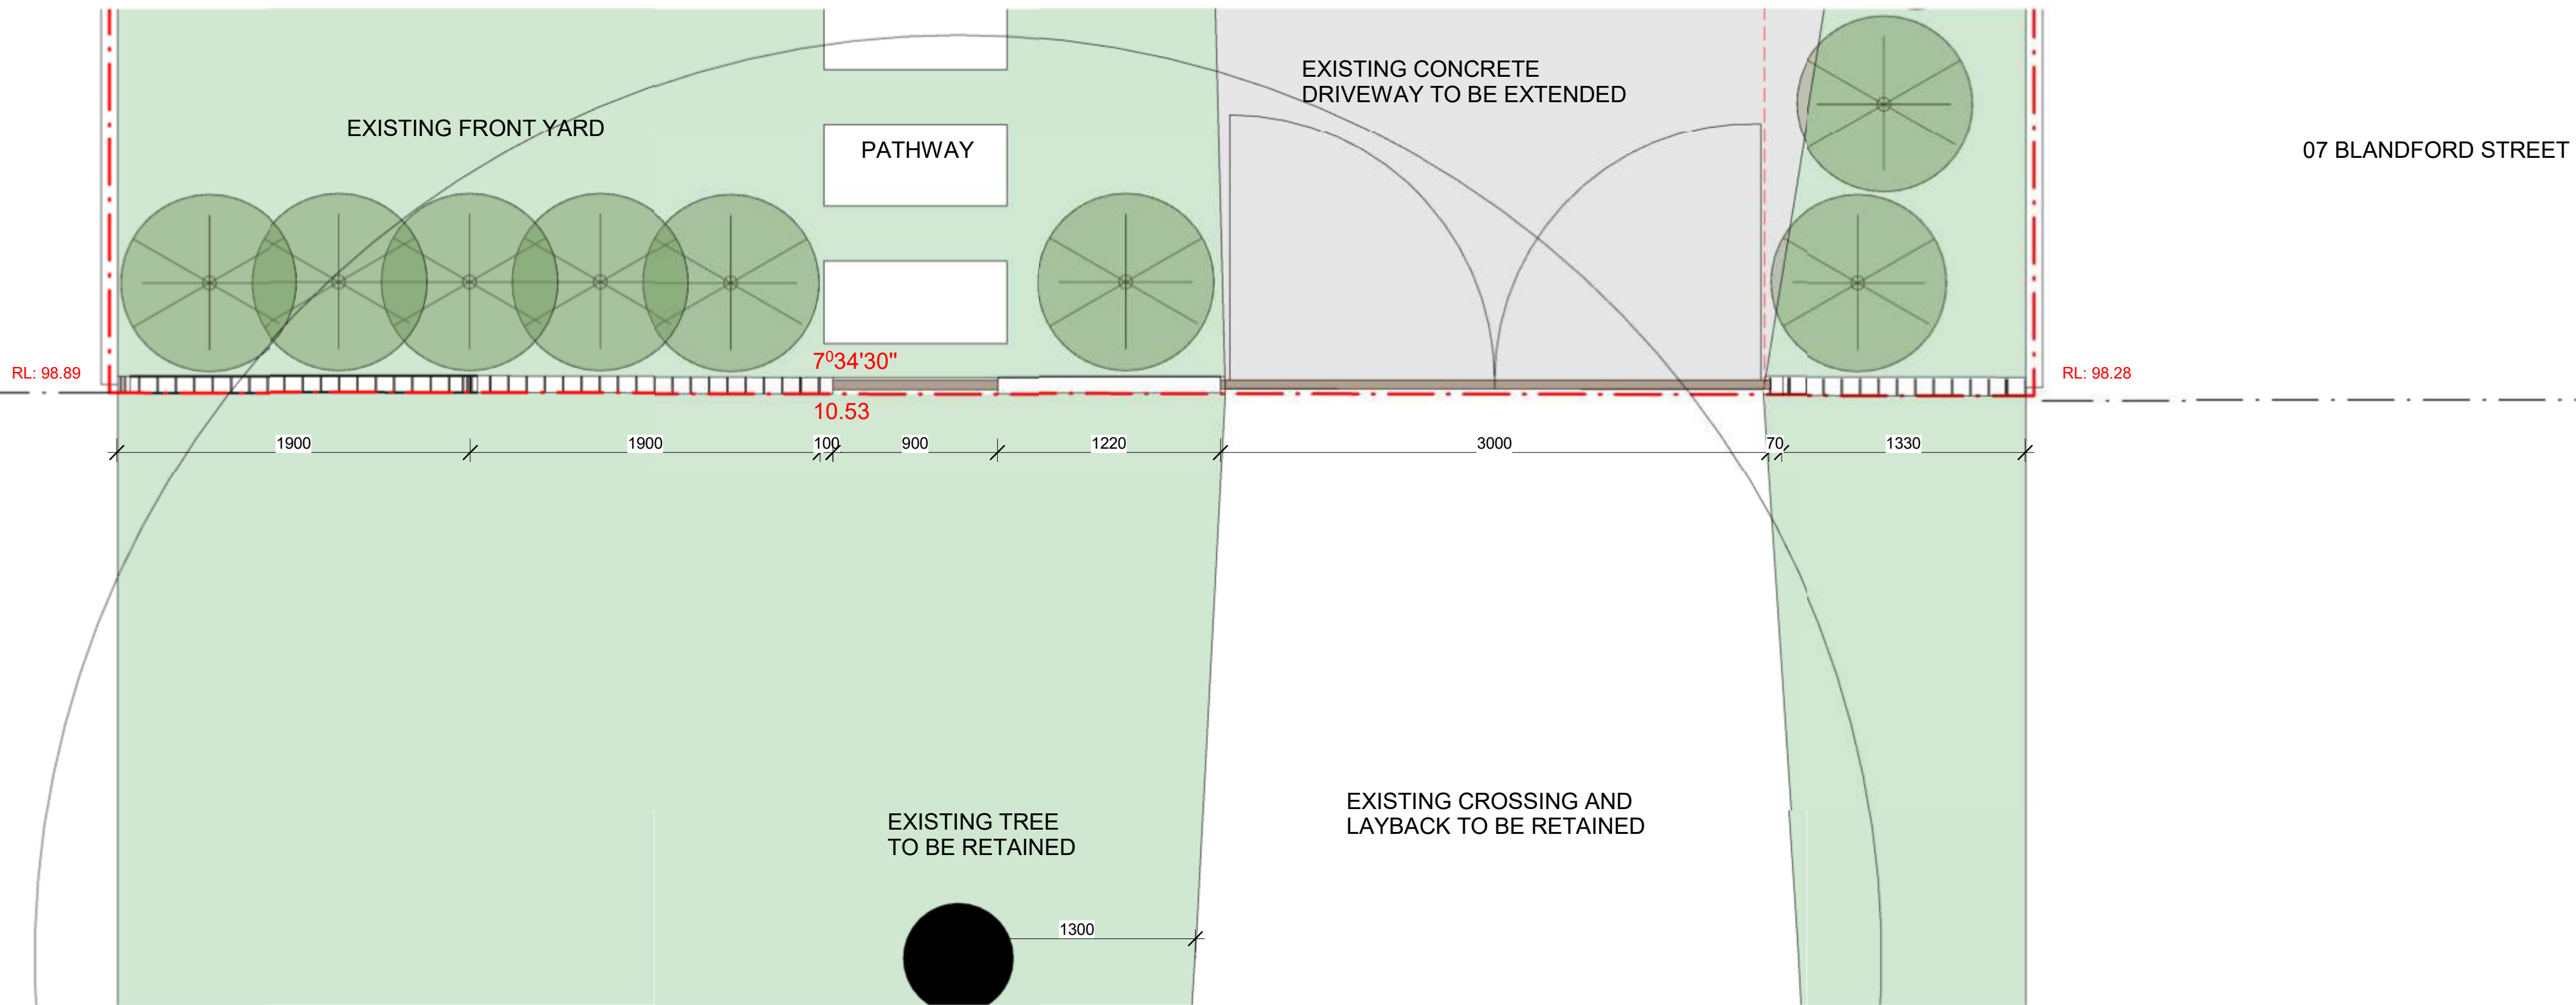 EXISTING CONCRETE
DRIVEWAY TO BE EXTENDED
EXISTING FRONT YARD
PATHWAY
07 BLANDFORD STREET
7⁰34'30"
RL: 98.89
RL: 98.28
10.53
1900
1900
100
900
1220
3000
70
1330
EXISTING CROSSING AND
LAYBACK TO BE RETAINED
EXISTING TREE
TO BE RETAINED
1300